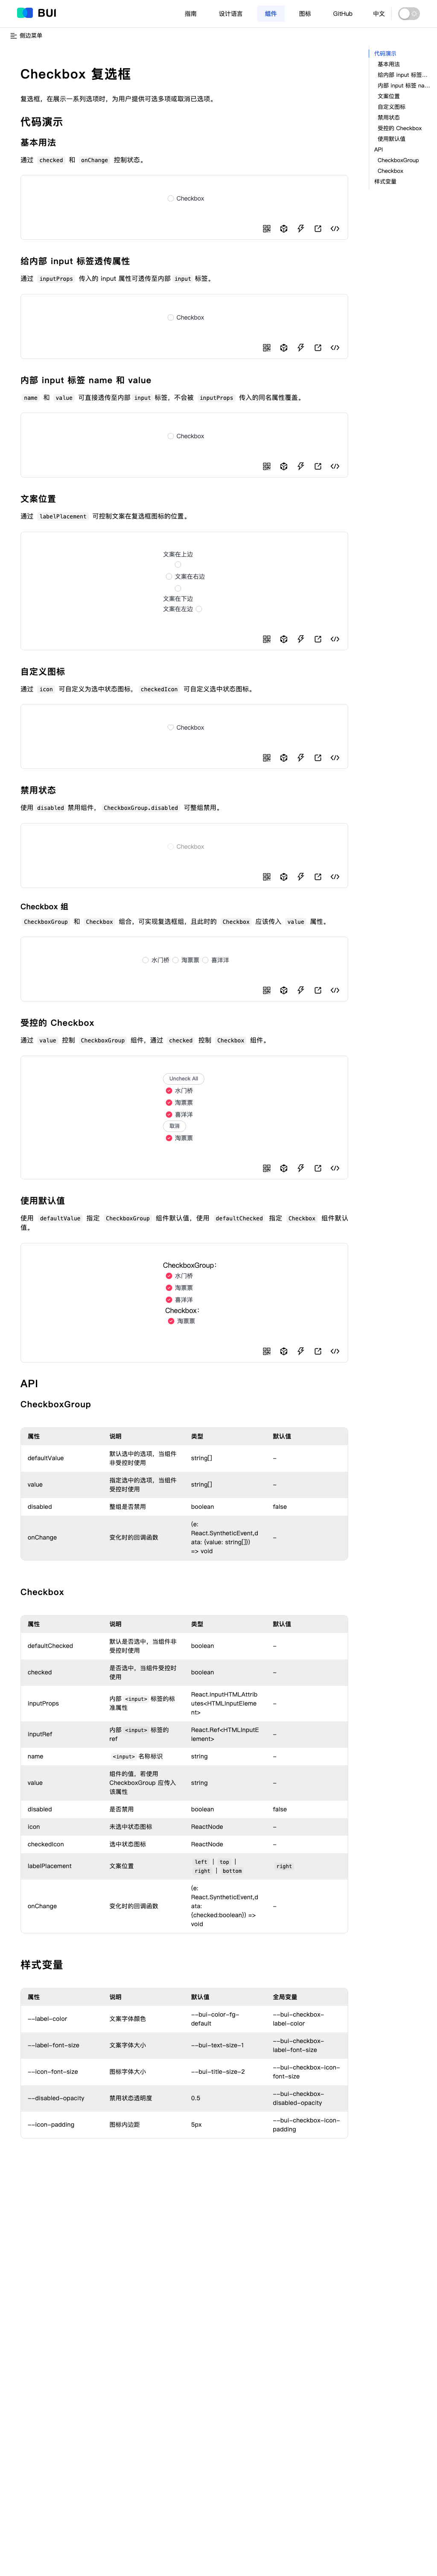 BUI
指南 设计语言 组件 图标 GitHub 中文
侧边菜单
代码演示
基本用法
给内部 input 标签...
内部 input 标签 na...
文案位置
自定义图标
禁用状态
受控的 Checkbox
使用默认值
API
CheckboxGroup
Checkbox
样式变量
Checkbox 复选框
复选框，在展示一系列选项时，为用户提供可选多项或取消已选项。
代码演示
基本用法
通过 checked 和 onChange 控制状态。
Checkbox
给内部 input 标签透传属性
通过 inputProps 传入的 input 属性可透传至内部 input 标签。
Checkbox
内部 input 标签 name 和 value
name 和 value 可直接透传至内部 input 标签，不会被 inputProps 传入的同名属性覆盖。
Checkbox
文案位置
通过 labelPlacement 可控制文案在复选框图标的位置。
文案在上边
文案在右边
文案在下边
文案在左边
自定义图标
通过 icon 可自定义为选中状态图标， checkedIcon 可自定义选中状态图标。
Checkbox
禁用状态
使用 disabled 禁用组件， CheckboxGroup.disabled 可整组禁用。
Checkbox
Checkbox 组
CheckboxGroup 和 Checkbox 组合，可实现复选框组，且此时的 Checkbox 应该传入 value 属性。
水门桥 淘票票 喜洋洋
受控的 Checkbox
通过 value 控制 CheckboxGroup 组件，通过 checked 控制 Checkbox 组件。
Uncheck All
水门桥
淘票票
喜洋洋
取消
淘票票
使用默认值
使用 defaultValue 指定 CheckboxGroup 组件默认值，使用 defaultChecked 指定 Checkbox 组件默认
值。
CheckboxGroup：
水门桥
淘票票
喜洋洋
Checkbox：
淘票票
API
CheckboxGroup
属性 说明 类型 默认值
defaultValue 默认选中的选项，当组件非受控时使用 string[] -
value 指定选中的选项，当组件受控时使用 string[] -
disabled 整组是否禁用 boolean false
onChange 变化时的回调函数 (e: React.SyntheticEvent,data: {value: string[]}) => void -
Checkbox
属性 说明 类型 默认值
defaultChecked 默认是否选中，当组件非受控时使用 boolean -
checked 是否选中，当组件受控时使用 boolean -
inputProps 内部 <input> 标签的标准属性 React.InputHTMLAttributes<HTMLInputElement> -
inputRef 内部 <input> 标签的 ref React.Ref<HTMLInputElement> -
name <input> 名称标识 string -
value 组件的值，若使用 CheckboxGroup 应传入该属性 string -
disabled 是否禁用 boolean false
icon 未选中状态图标 ReactNode -
checkedIcon 选中状态图标 ReactNode -
labelPlacement 文案位置 left | top | right | bottom right
onChange 变化时的回调函数 (e: React.SyntheticEvent,data: {checked:boolean}) => void -
样式变量
属性 说明 默认值 全局变量
--label-color 文案字体颜色 --bui-color-fg-default --bui-checkbox-label-color
--label-font-size 文案字体大小 --bui-text-size-1 --bui-checkbox-label-font-size
--icon-font-size 图标字体大小 --bui-title-size-2 --bui-checkbox-icon-font-size
--disabled-opacity 禁用状态透明度 0.5 --bui-checkbox-disabled-opacity
--icon-padding 图标内边距 5px --bui-checkbox-icon-padding